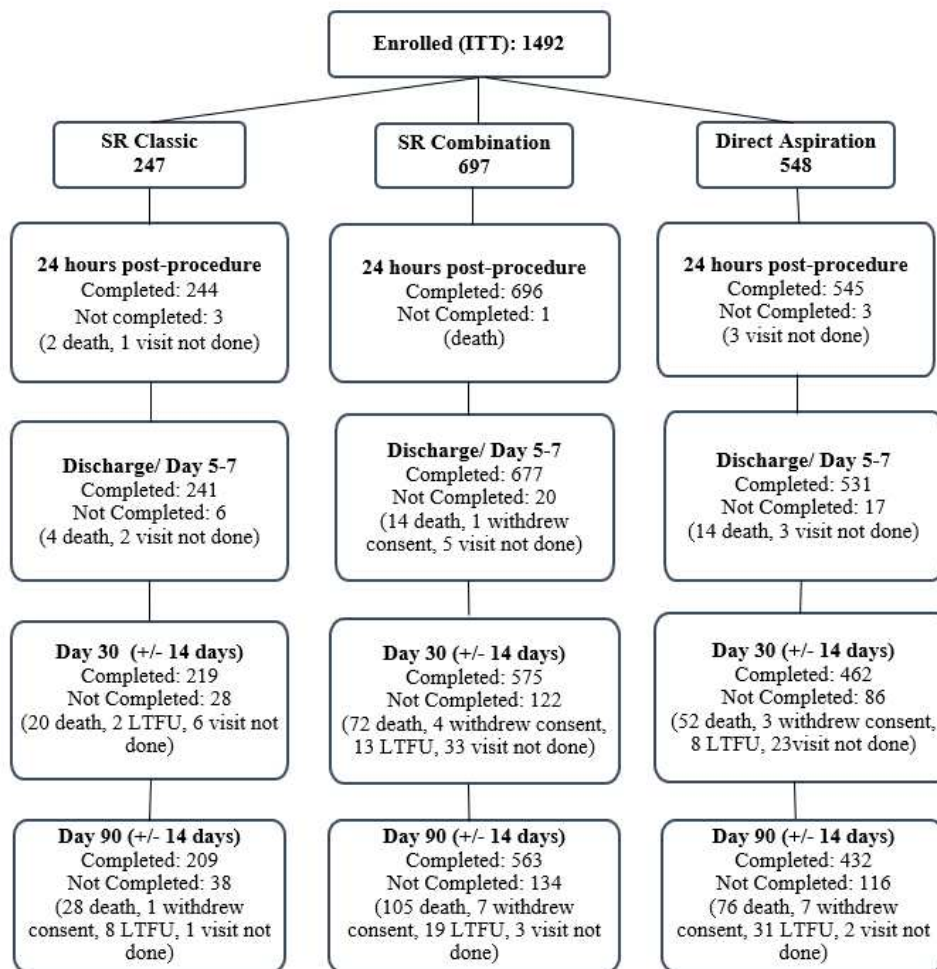 Enrolled (ITT): 1492
SR Classic
247
SR Combination
697
Direct Aspiration
548
24 hours post-procedure
Completed: 244
Not completed: 3
(2 death, 1 visit not done)
24 hours post-procedure
Completed: 696
Not Completed: 1
(death)
24 hours post-procedure
Completed: 545
Not Completed: 3
(3 visit not done)
Discharge/ Day 5-7
Completed: 241
Not Completed: 6
(4 death, 2 visit not done)
Discharge/ Day 5-7
Completed: 677
Not Completed: 20
(14 death, 1 withdrew
consent, 5 visit not done)
Discharge/ Day 5-7
Completed: 531
Not Completed: 17
(14 death, 3 visit not done)
Day 30 (+/- 14 days)
Completed: 219
Not Completed: 28
(20 death, 2 LTFU, 6 visit not
done)
Day 30 (+/- 14 days)
Completed: 575
Not Completed: 122
(72 death, 4 withdrew consent,
13 LTFU, 33 visit not done)
Day 30 (+/- 14 days)
Completed: 462
Not Completed: 86
(52 death, 3 withdrew consent,
8 LTFU, 23visit not done)
Day 90 (+/- 14 days)
Completed: 209
Not Completed: 38
(28 death, 1 withdrew
consent, 8 LTFU, 1 visit not
done)
Day 90 (+/- 14 days)
Completed: 563
Not Completed: 134
(105 death, 7 withdrew
consent, 19 LTFU, 3 visit not
done)
Day 90 (+/- 14 days)
Completed: 432
Not Completed: 116
(76 death, 7 withdrew
consent, 31 LTFU, 2 visit not
done)